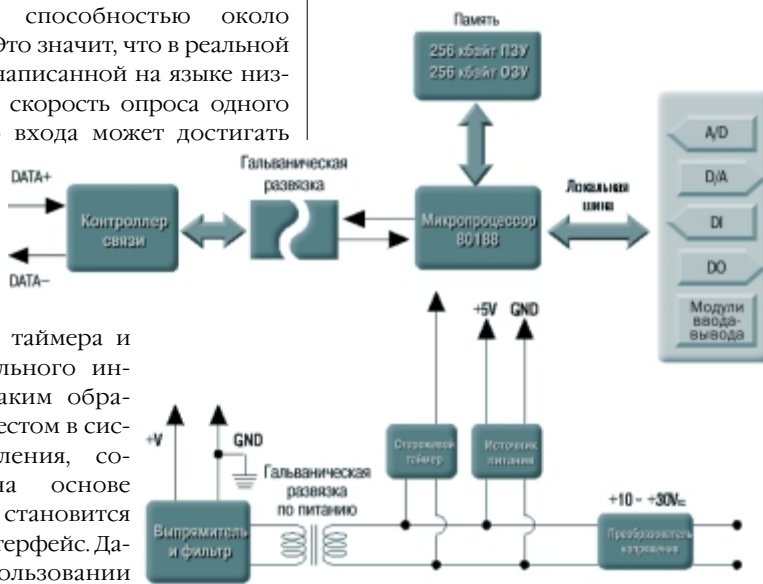 способностью около
Это значит, что в реальной
написанной на языке низ-
скорость опроса одного
входа может достигать
таймера и
льного ин-
аким обра-
естом в сис-
ления, со-
на основе
становится
терфейс. Да-
ользовании
Память
256 кбайт ПЗУ
256 кбайт ОЗУ
DATA+
DATA–
Контроллер
связи
Гальваническая
развязка
Микропроцессор
80188
Локальная
шина
A/D
D/A
DI
DO
Модули
ввода-
вывода
+5V GND
Сторожевой
таймер
Источник
питания
+V
GND
Гальваническая
развязка
по питанию
Выпрямитель
и фильтр
+10 ~ +30V=
Преобразователь
напряжения